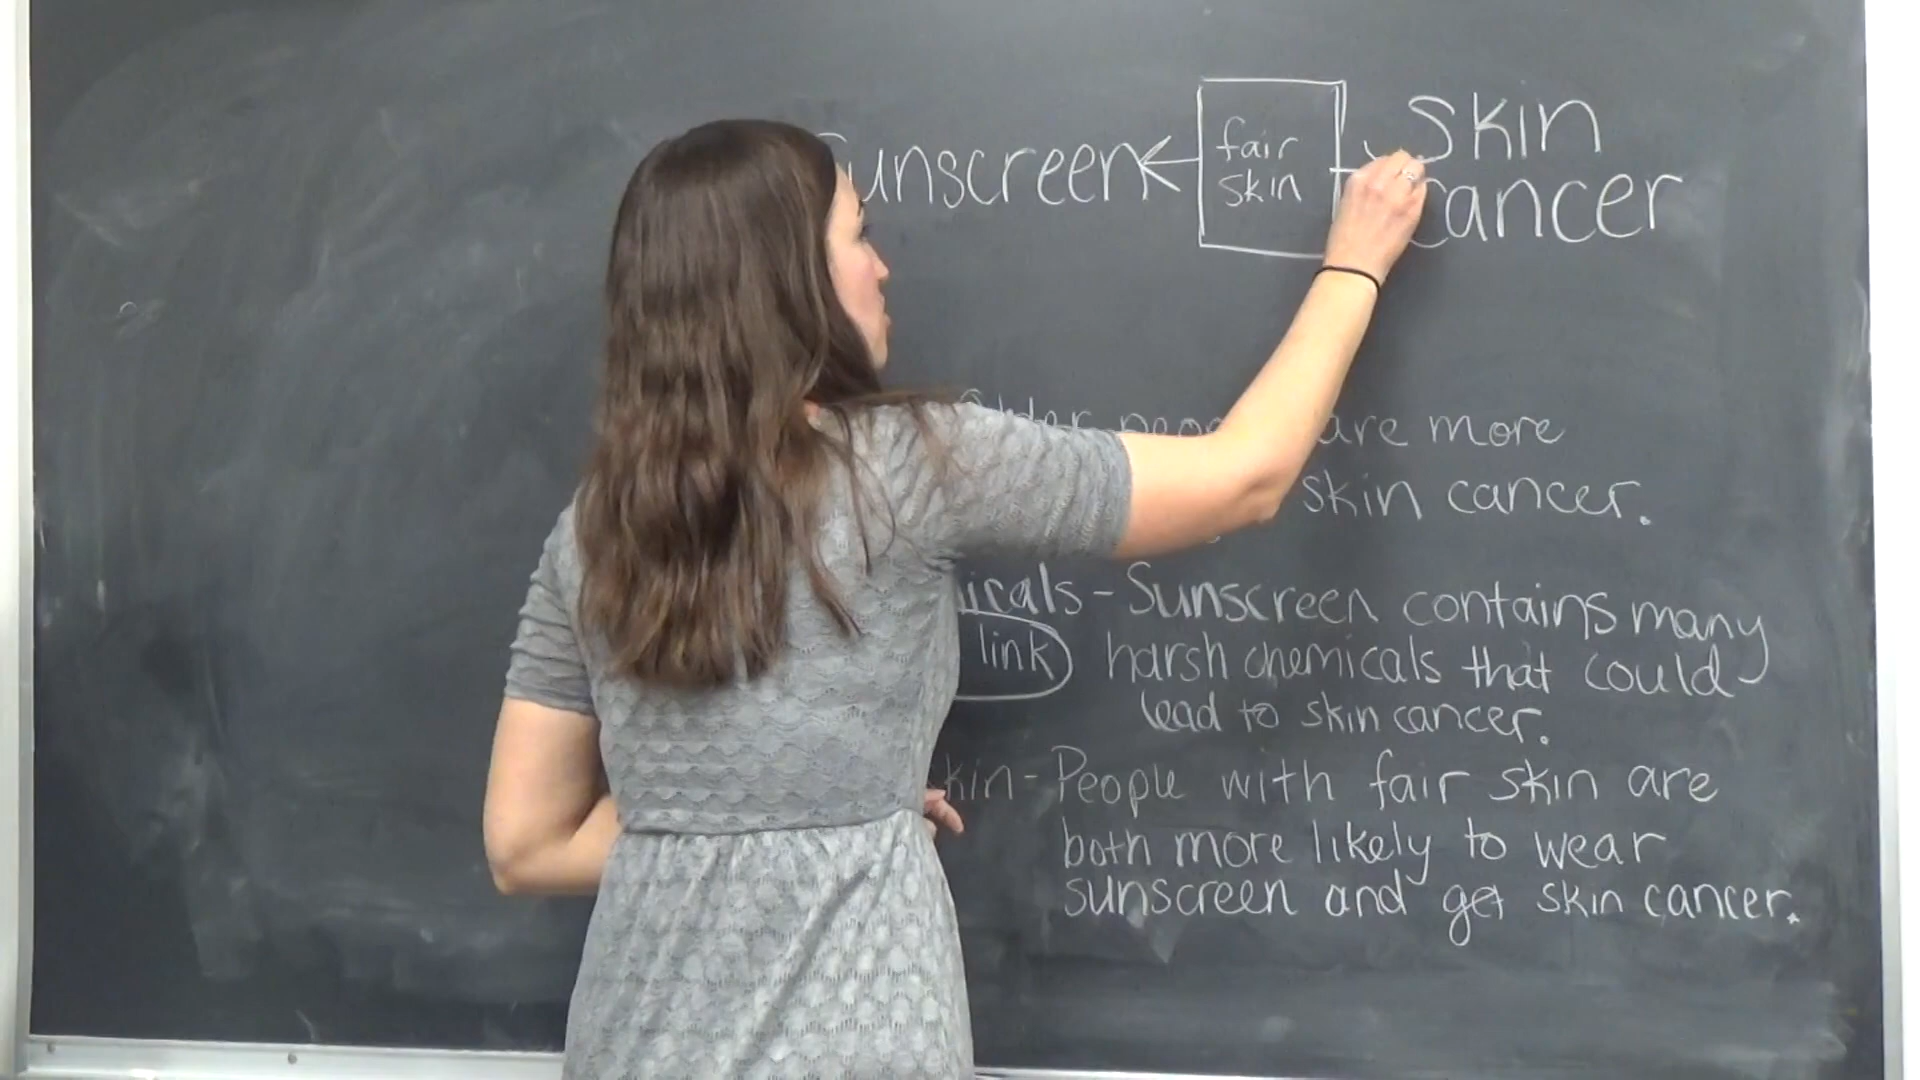 Sunscreen ← fair skin → Skin cancer
Older people are more
skin cancer.
icals - Sunscreen contains many
link harsh chemicals that could
lead to skin cancer.
kin - People with fair skin are
both more likely to wear
sunscreen and get skin cancer.